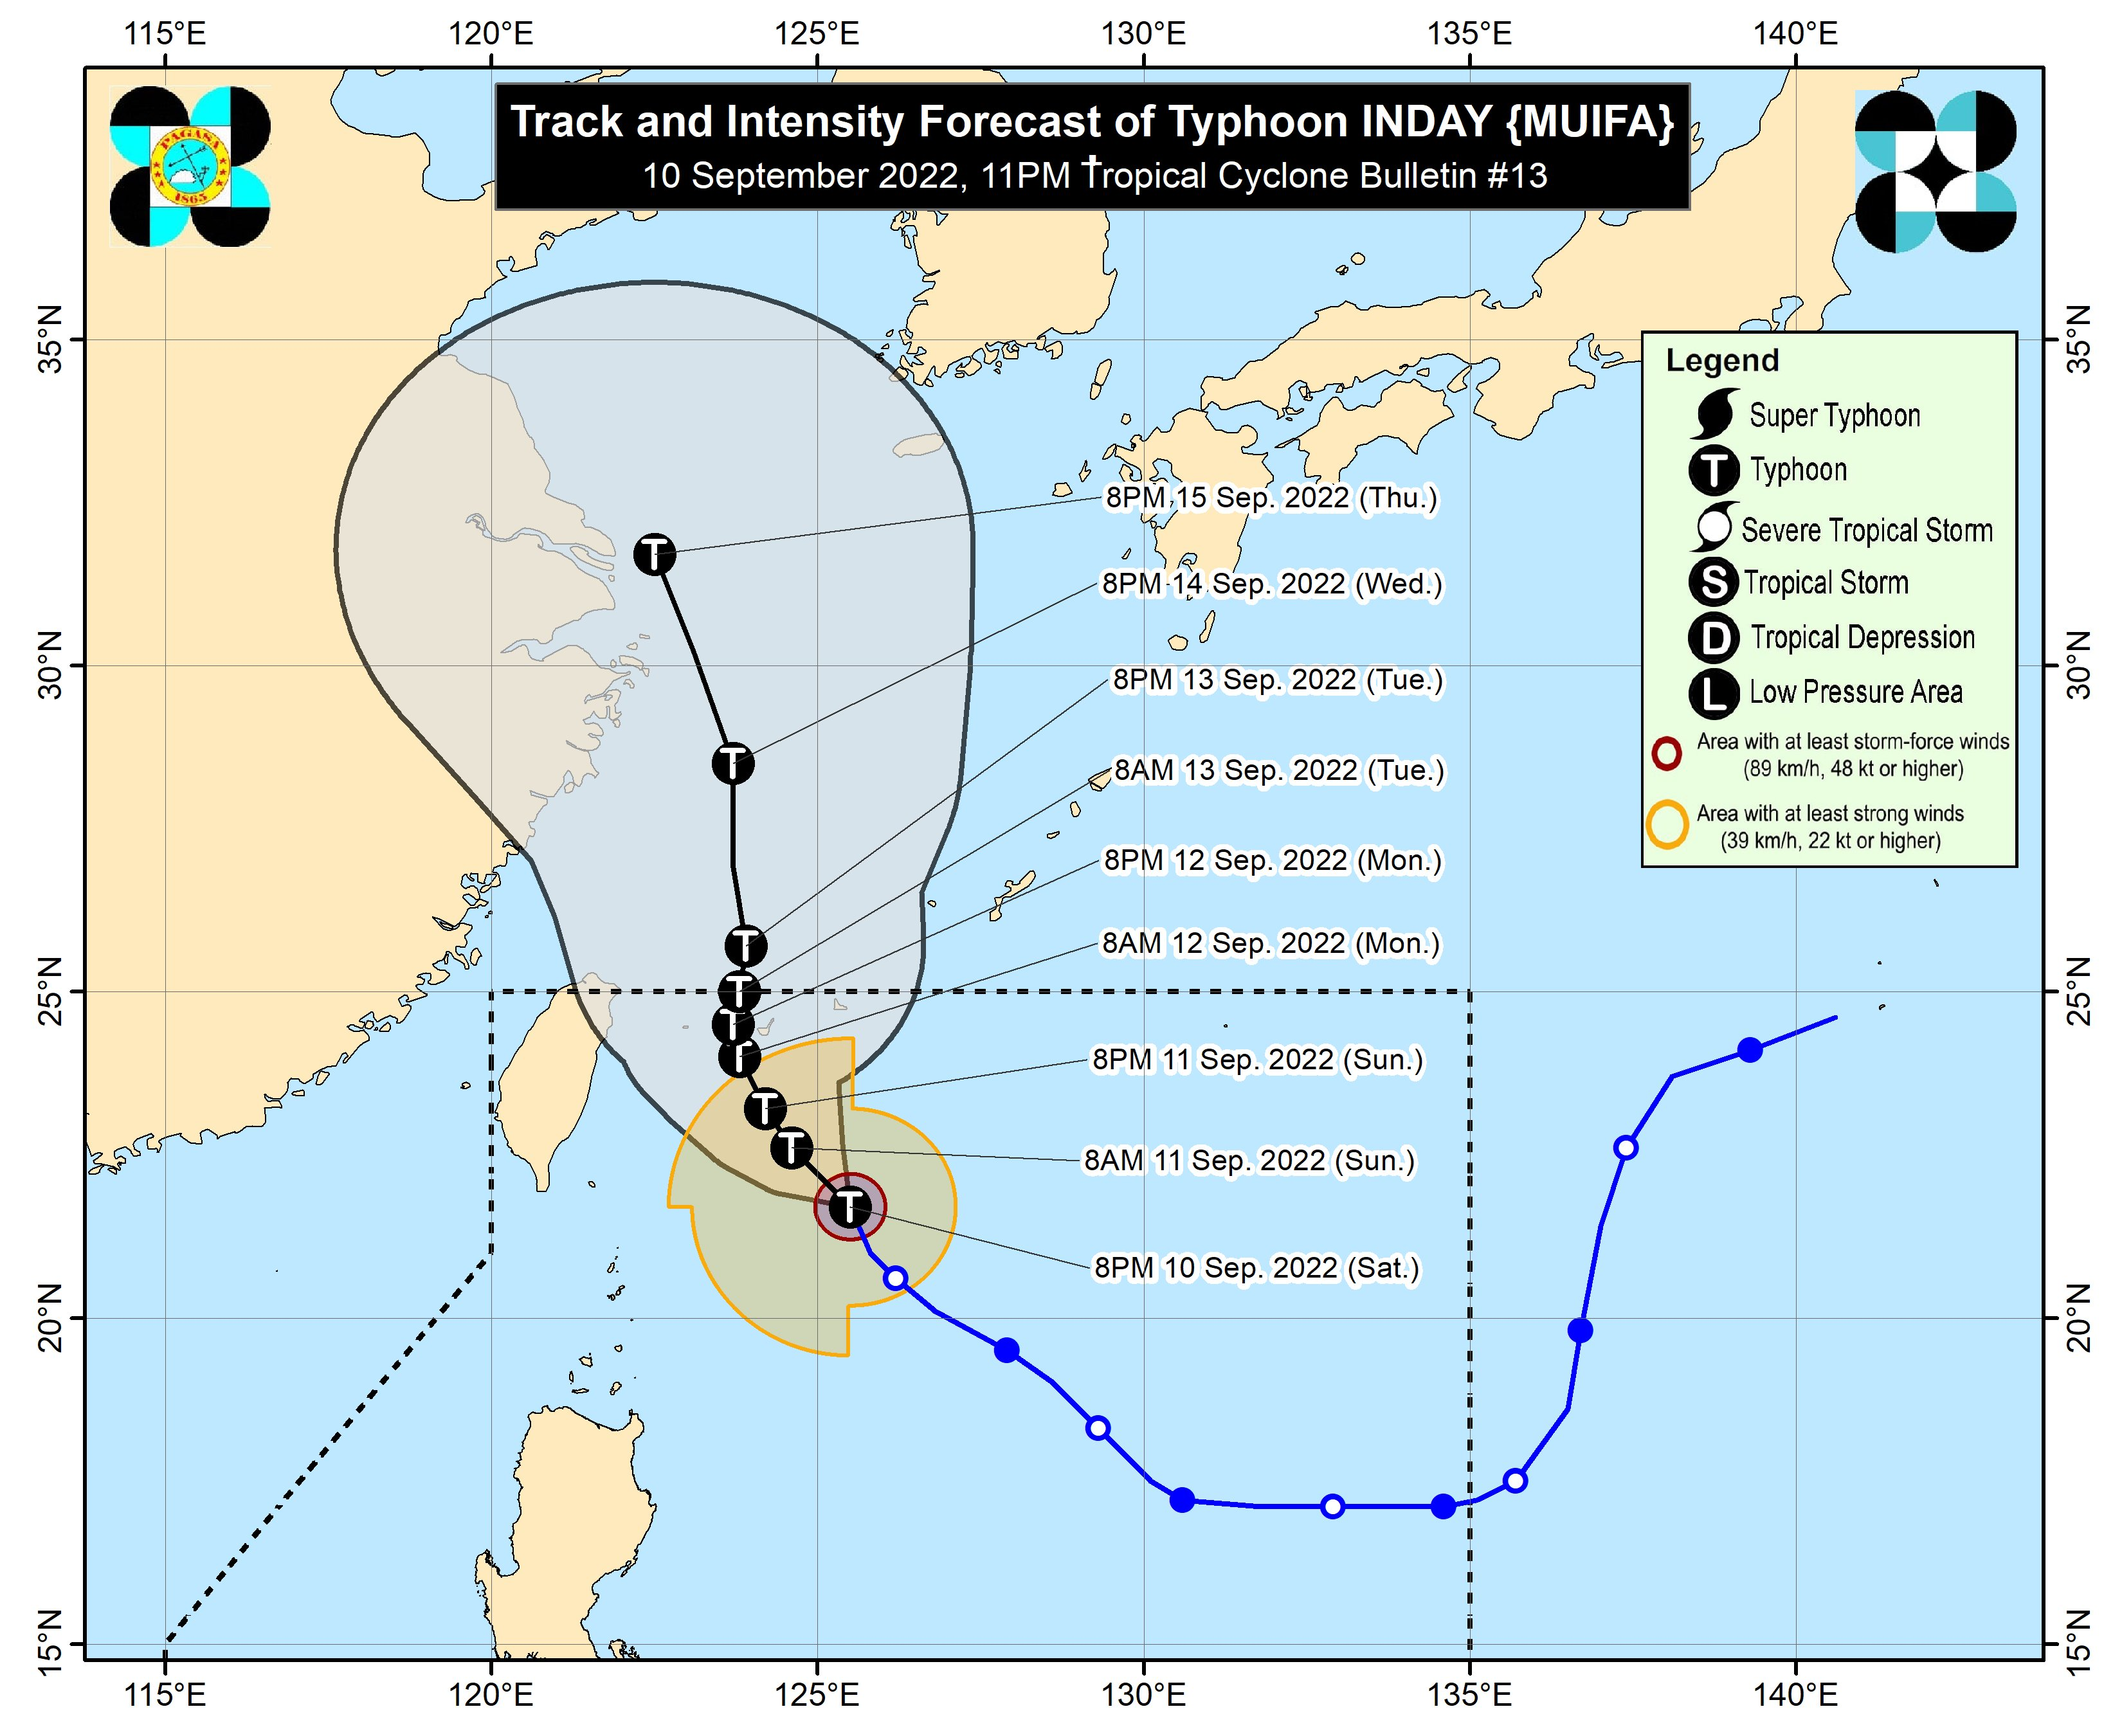 115°E 120°E 125°E 130°E 135°E 140°E
Track and Intensity Forecast of Typhoon INDAY {MUIFA}
10 September 2022, 11PM Tropical Cyclone Bulletin #13
PAGASA
1865
35°N 35°N
Legend
Super Typhoon
T Typhoon
Severe Tropical Storm
S Tropical Storm
D Tropical Depression
L Low Pressure Area
Area with at least storm-force winds
(89 km/h, 48 kt or higher)
Area with at least strong winds
(39 km/h, 22 kt or higher)
8PM 15 Sep. 2022 (Thu.)
T
8PM 14 Sep. 2022 (Wed.)
30°N 30°N
8PM 13 Sep. 2022 (Tue.)
T
8AM 13 Sep. 2022 (Tue.)
8PM 12 Sep. 2022 (Mon.)
8AM 12 Sep. 2022 (Mon.)
T
25°N 25°N
T
T
T
8PM 11 Sep. 2022 (Sun.)
T
8AM 11 Sep. 2022 (Sun.)
T
T
8PM 10 Sep. 2022 (Sat.)
20°N 20°N
15°N 15°N
115°E 120°E 125°E 130°E 135°E 140°E